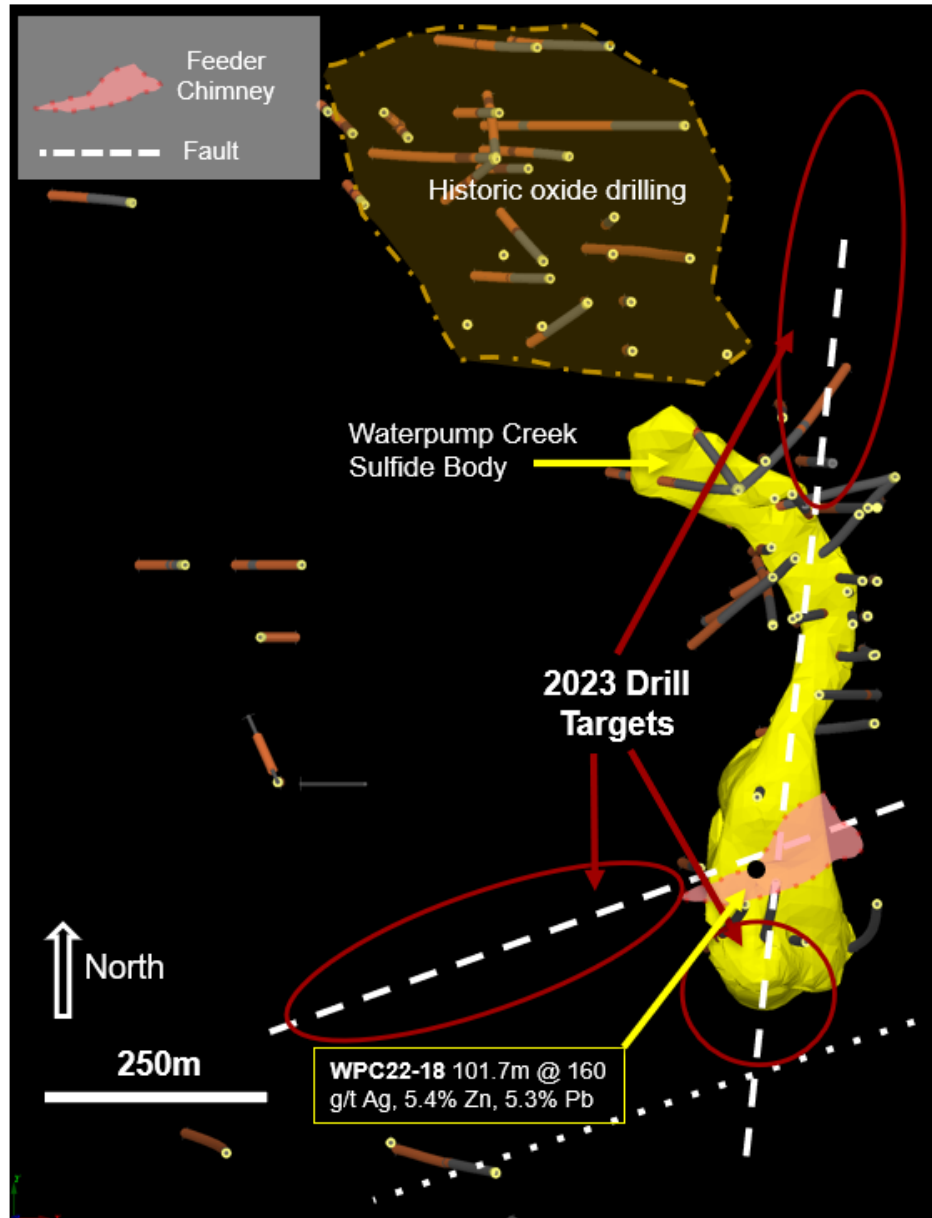 Feeder
Chimney
Fault
Historic oxide drilling
Waterpump Creek
Sulfide Body
2023 Drill
Targets
North
250m
WPC22-18 101.7m @ 160
g/t Ag, 5.4% Zn, 5.3% Pb